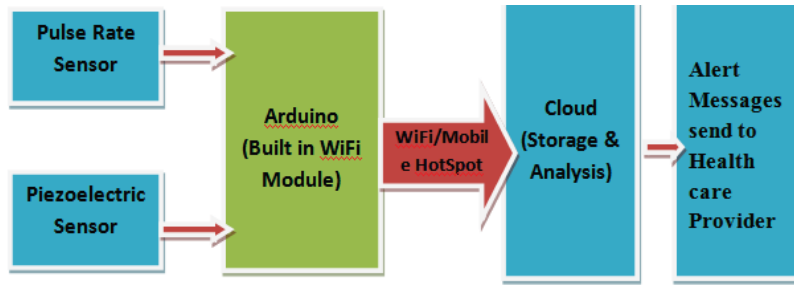 Pulse Rate
Sensor
Piezoelectric
Sensor
Arduino
(Built in WiFi
Module)
WiFi/Mobil
e HotSpot
Cloud
(Storage &
Analysis)
Alert
Messages
send to
Health
care
Provider